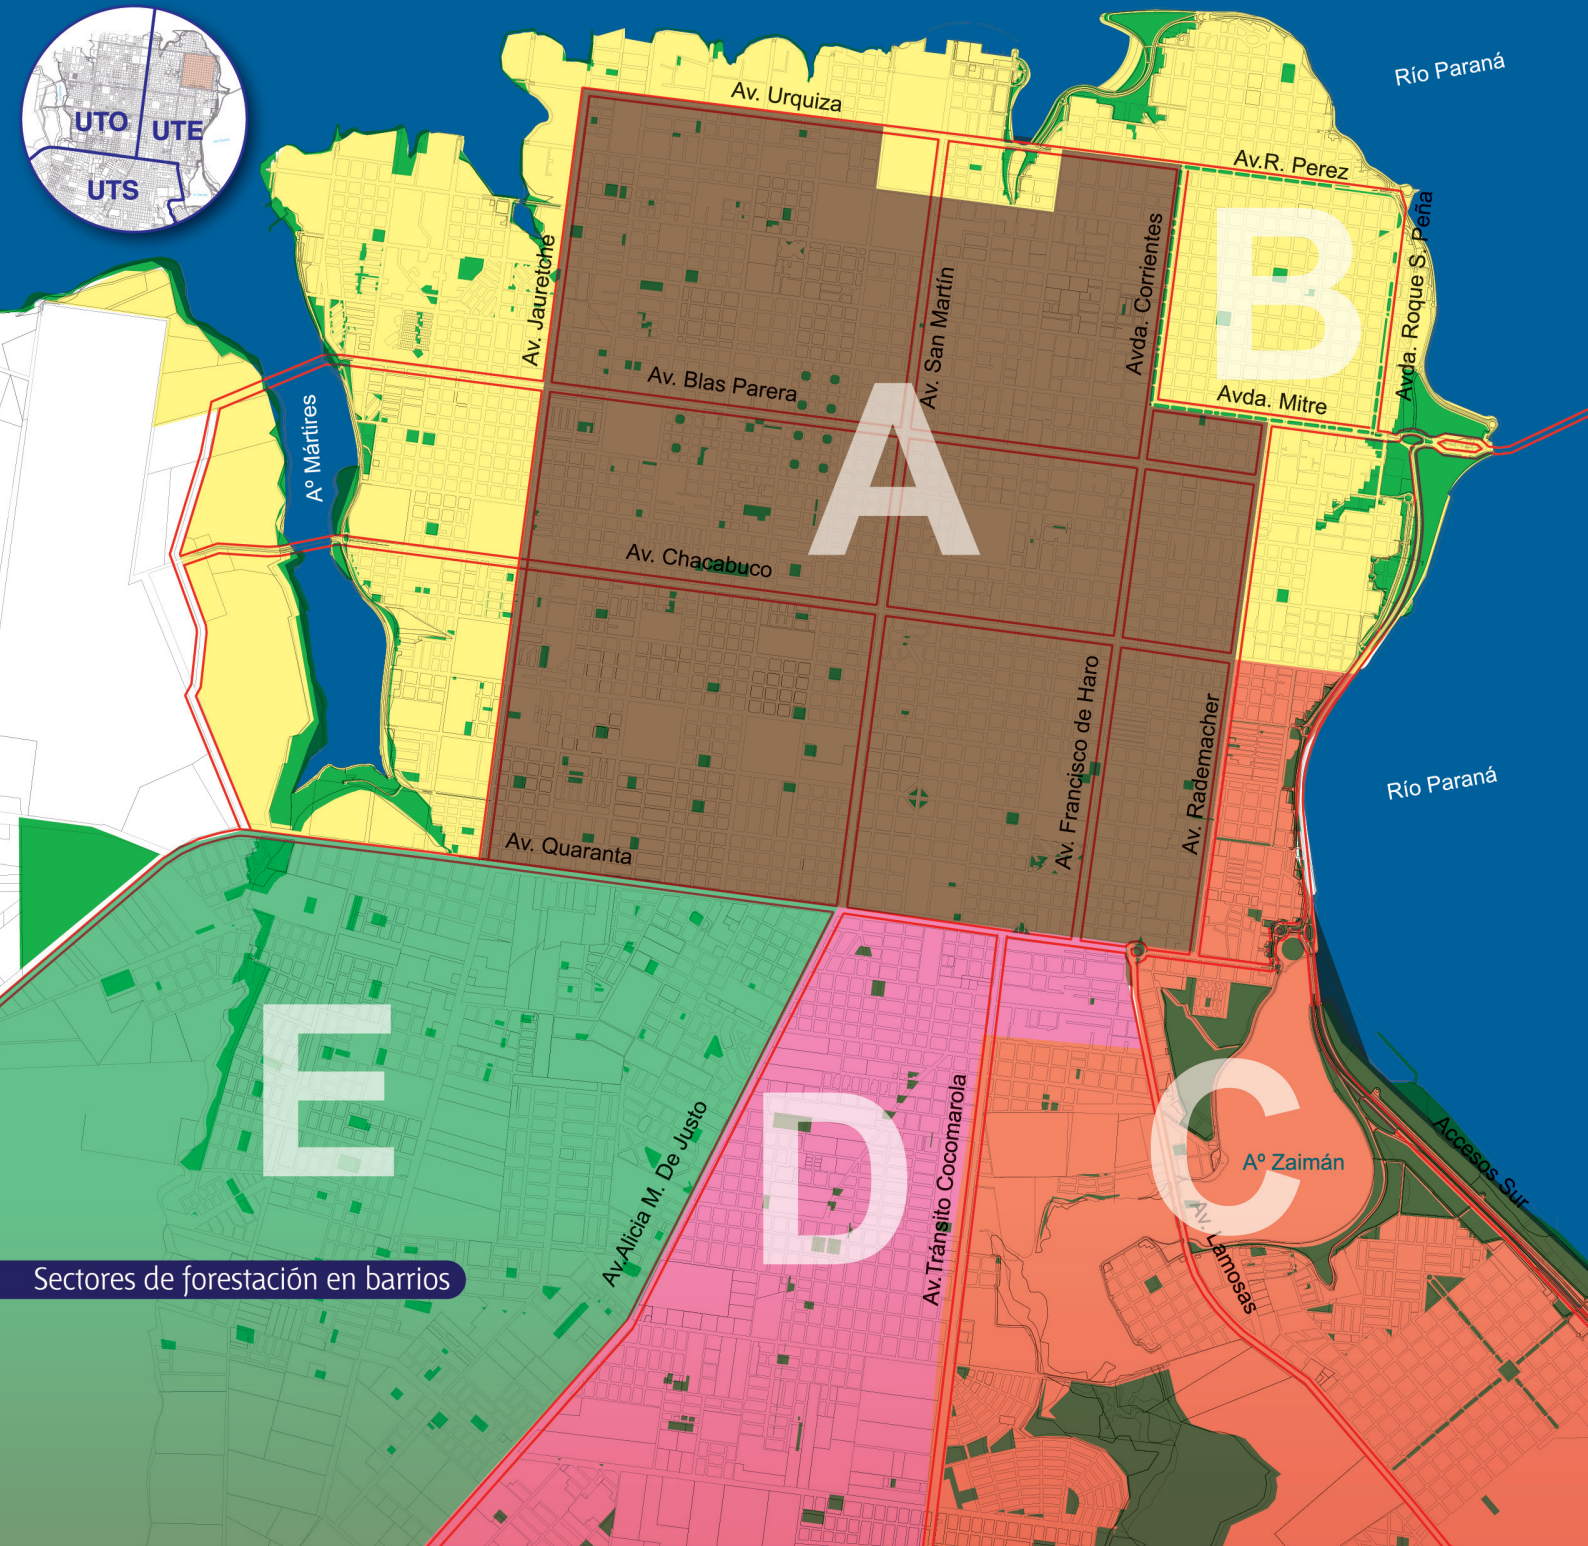 UTO
UTE
UTS
Río Paraná
Av. Urquiza
Av.R. Perez
Av. Jauretche
Av. San Martín
Avda. Corrientes
B
Avda. Roque S. Peña
Av. Blas Parera
Avda. Mitre
Aº Mártires
A
Av. Chacabuco
Av. Francisco de Haro
Av. Rademacher
Río Paraná
Av. Quaranta
E
D
C
Av.Alicia M. De Justo
Av.Tránsito Cocomarola
Aº Zaimán
Accesos Sur
Av. Lamosas
Sectores de forestación en barrios